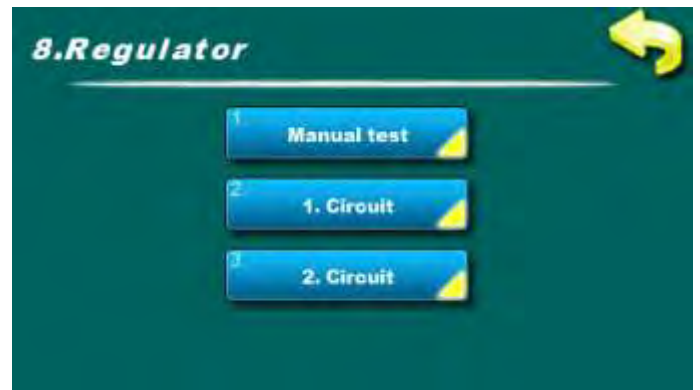 8.Regulator
1
Manual test
2
1. Circuit
3
2. Circuit